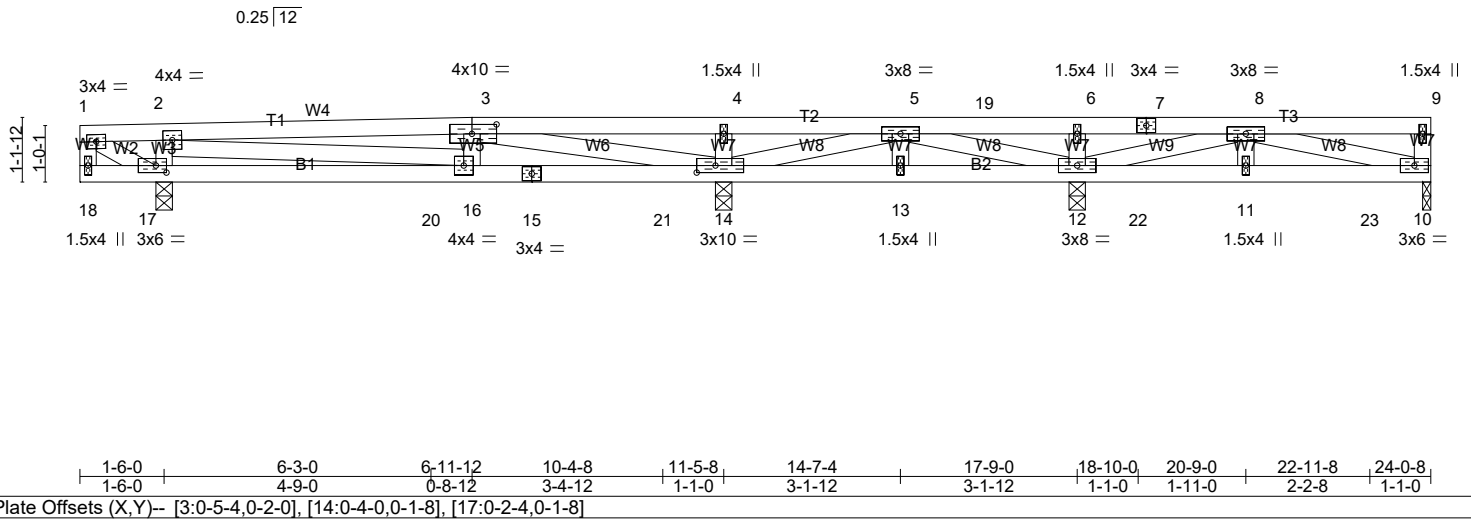 0.25 12
3x4 =
4x4 =
4x10 =
1.5x4 ||
3x8 =
1.5x4 ||
3x4 =
3x8 =
1.5x4 ||
1
2
3
4
5
19
6
7
8
9
T1
W4
T2
T3
1-1-12
1-0-1
W1
W2
W3
B1
W5
W6
W7
W8
W7
W8
B2
W7
W9
W7
W8
W7
18
17
20
16
15
21
14
13
12
22
11
23
10
1.5x4 ||
3x6 =
4x4 =
3x4 =
3x10 =
1.5x4 ||
3x8 =
1.5x4 ||
3x6 =
1-6-0
6-3-0
6-11-12
10-4-8
11-5-8
14-7-4
17-9-0
18-10-0
20-9-0
22-11-8
24-0-8
1-6-0
4-9-0
0-8-12
3-4-12
1-1-0
3-1-12
3-1-12
1-1-0
1-11-0
2-2-8
1-1-0
Plate Offsets (X,Y)-- [3:0-5-4,0-2-0], [14:0-4-0,0-1-8], [17:0-2-4,0-1-8]